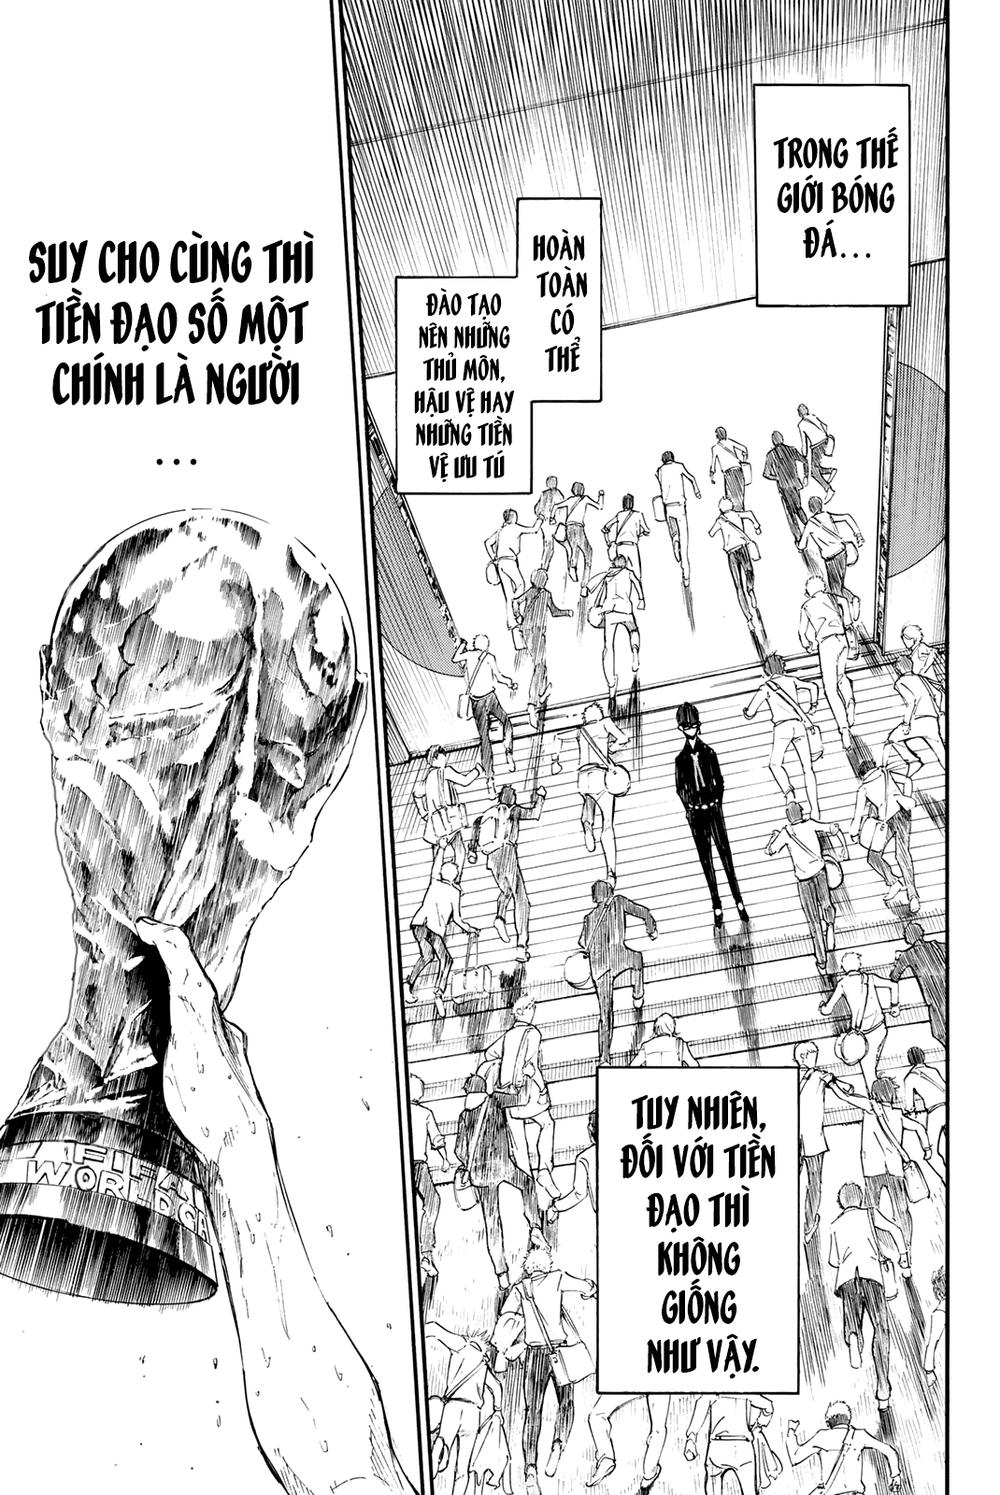 TRONG THẾ
GIỚI BÓNG
ĐÁ...
HOÀN
TOÀN
CÓ
THỂ
ĐÀO TẠO
NÊN NHỮNG
THỦ MÔN,
HẬU VỆ HAY
NHỮNG TIỀN
VỆ ƯU TÚ
TUY NHIÊN,
ĐỐI VỚI TIỀN
ĐẠO THÌ
KHÔNG
GIỐNG
NHƯ VẬY.
SUY CHO CÙNG THÌ
TIỀN ĐẠO SỐ MỘT
CHÍNH LÀ NGƯỜI
...
FIFA
WORLD CU